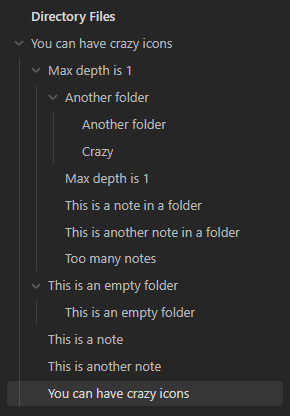 Directory Files
You can have crazy icons
Max depth is 1
Another folder
Another folder
Crazy
Max depth is 1
This is a note in a folder
This is another note in a folder
Too many notes
This is an empty folder
This is an empty folder
This is a note
This is another note
You can have crazy icons